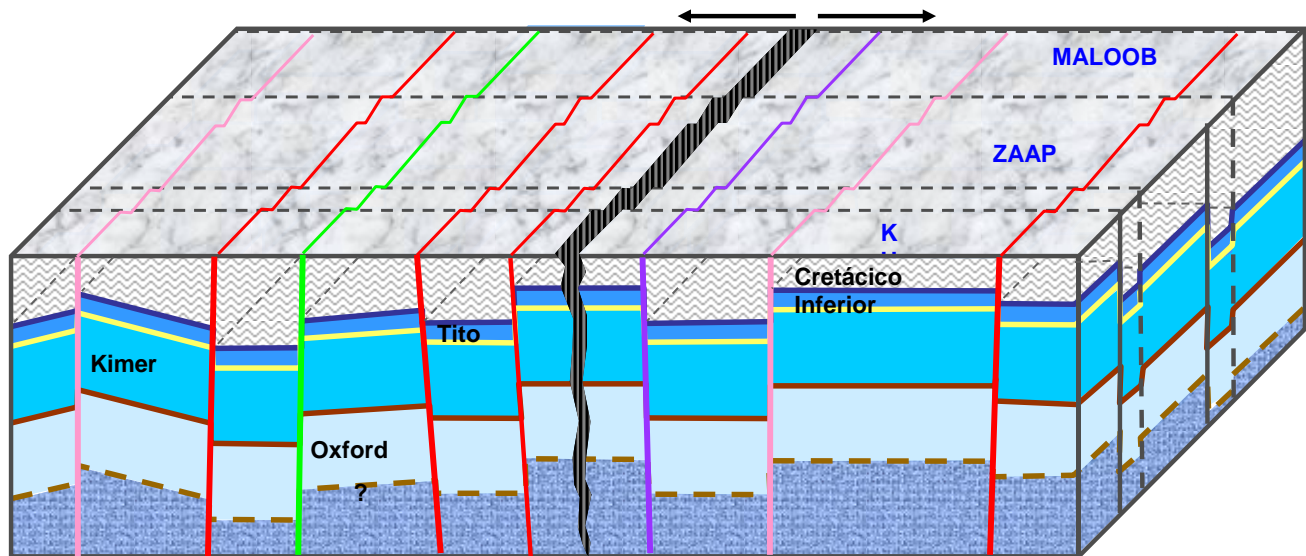 MALOOB
ZAAP
K
Cretácico
Inferior
Tito
Kimer
Oxford
?